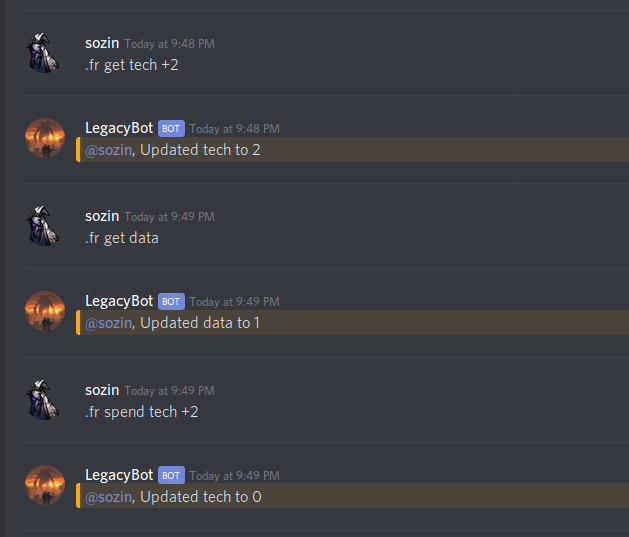 sozin Today at 9:48 PM
.fr get tech +2
LegacyBot BOT Today at 9:48 PM
@sozin, Updated tech to 2
sozin Today at 9:49 PM
.fr get data
LegacyBot BOT Today at 9:49 PM
@sozin, Updated data to 1
sozin Today at 9:49 PM
.fr spend tech +2
LegacyBot BOT Today at 9:49 PM
@sozin, Updated tech to 0